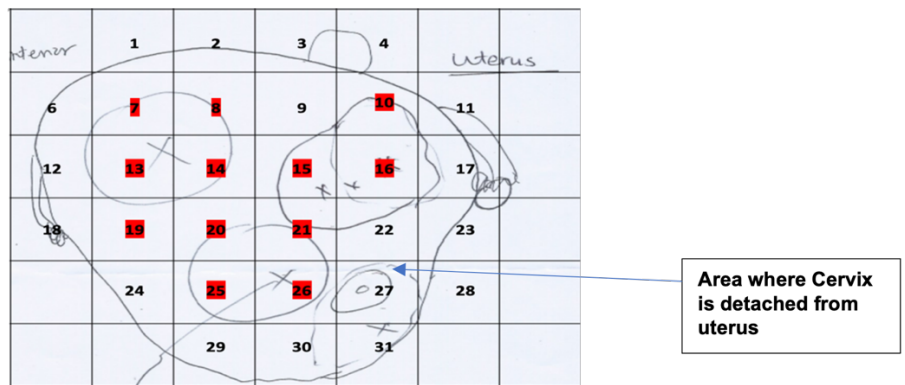 nterior 1 2 3 4 uterus
6 7 8 9 10 11
12 13 14 15 16 17
18 19 20 21 22 23
24 25 26 27 28
29 30 31
Area where Cervix
is detached from
uterus